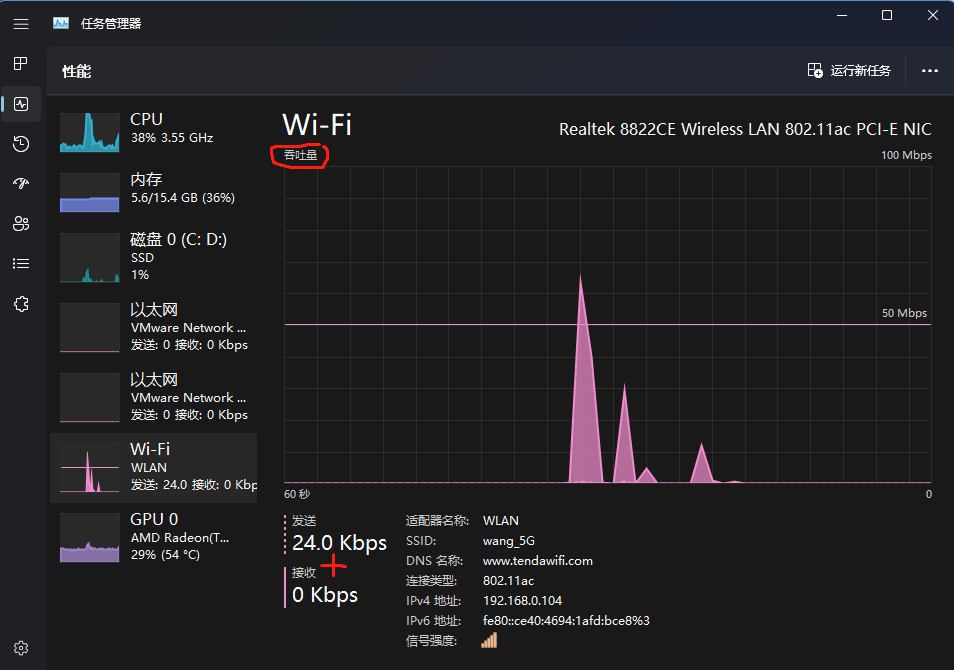 任务管理器
性能
运行新任务
CPU
38% 3.55 GHz
内存
5.6/15.4 GB (36%)
磁盘 0 (C: D:)
SSD
1%
以太网
VMware Network ...
发送: 0 接收: 0 Kbps
以太网
VMware Network ...
发送: 0 接收: 0 Kbps
Wi-Fi
WLAN
发送: 24.0 接收: 0 Kbp
GPU 0
AMD Radeon(T...
29% (54 °C)
Wi-Fi
Realtek 8822CE Wireless LAN 802.11ac PCI-E NIC
吞吐量
100 Mbps
50 Mbps
60 秒
0
发送
24.0 Kbps
接收
0 Kbps
适配器名称: WLAN
SSID: wang_5G
DNS 名称: www.tendawifi.com
连接类型: 802.11ac
IPv4 地址: 192.168.0.104
IPv6 地址: fe80::ce40:4694:1afd:bce8%3
信号强度: